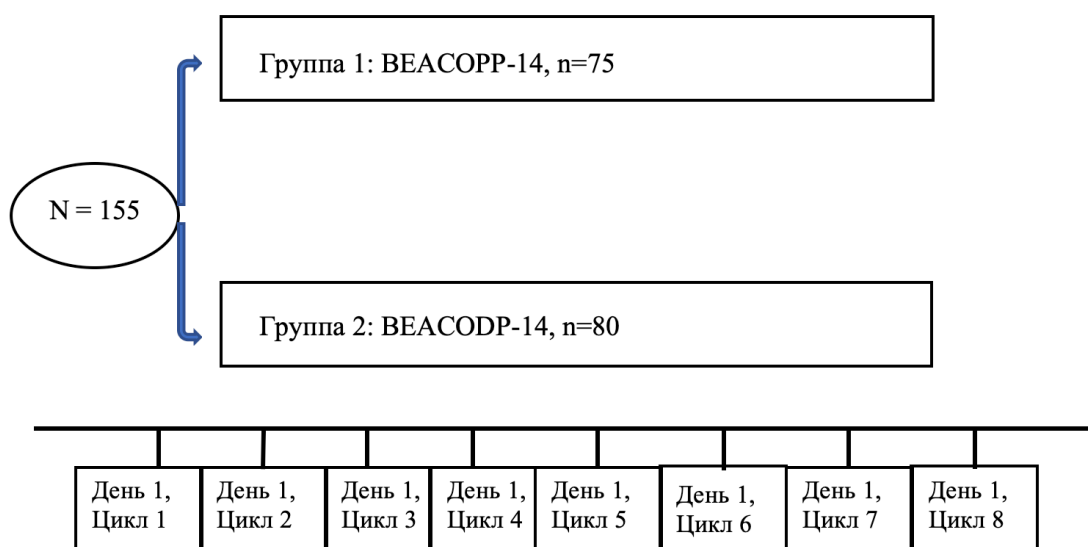 Группа 1: BEACOPP-14, n=75
N = 155
Группа 2: BEACODP-14, n=80
День 1,
Цикл 1
День 1,
Цикл 2
День 1,
Цикл 3
День 1,
Цикл 4
День 1,
Цикл 5
День 1,
Цикл 6
День 1,
Цикл 7
День 1,
Цикл 8